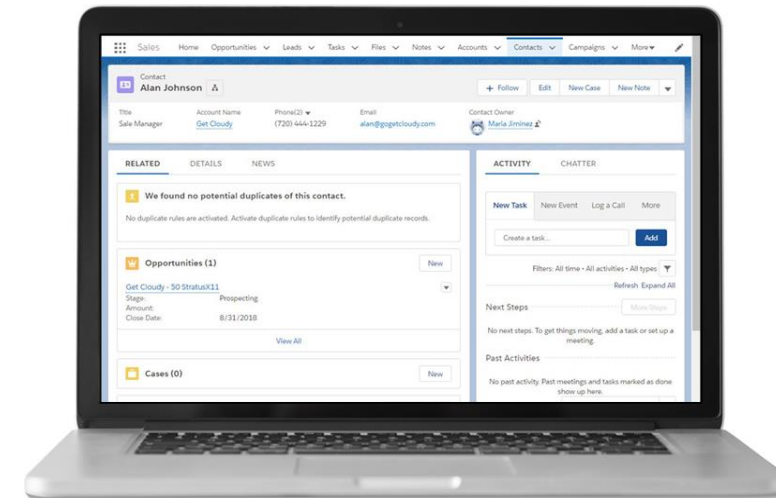 Sales Home Opportunities Leads Tasks Files Notes Accounts Contacts Campaigns More
Contact
Alan Johnson
+ Follow Edit New Case New Note
Title Account Name Phone(2) Email Contact Owner
Sale Manager Get Cloudy (720) 444-1229 alan@gogetcloudy.com Maria Jiminez
RELATED DETAILS NEWS
We found no potential duplicates of this contact.
No duplicate rules are activated. Activate duplicate rules to identify potential duplicate records.
Opportunities (1) New
Get Cloudy - 50 StratusX11
Stage: Prospecting
Amount:
Close Date: 8/31/2018
View All
Cases (0) New
ACTIVITY CHATTER
New Task New Event Log a Call More
Create a task... Add
Filters: All time • All activities • All types
Refresh Expand All
Next Steps More Steps
No next steps. To get things moving, add a task or set up a
meeting.
Past Activities
No past activity. Past meetings and tasks marked as done
show up here.